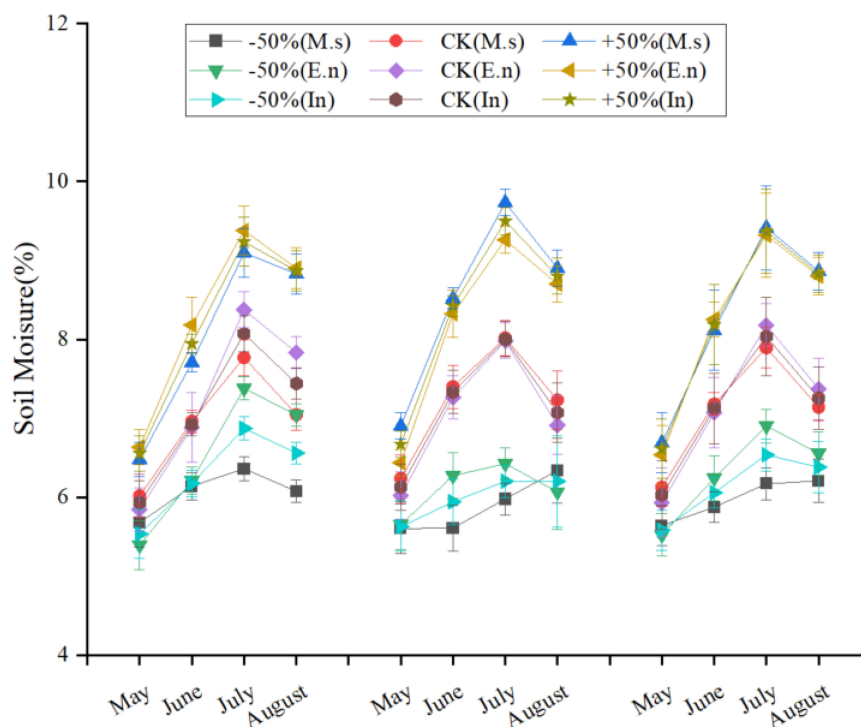 12
-50%(M.s) CK(M.s) +50%(M.s)
-50%(E.n) CK(E.n) +50%(E.n)
-50%(In) CK(In) +50%(In)
10
8
6
4
Soil Moisure(%)
May June July August May June July August May June July August